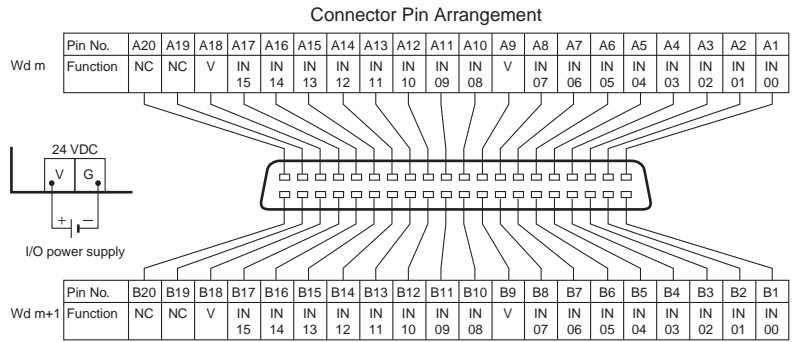 Connector Pin Arrangement
Pin No. A20 A19 A18 A17 A16 A15 A14 A13 A12 A11 A10 A9 A8 A7 A6 A5 A4 A3 A2 A1
Wd m Function NC NC V IN 15 IN 14 IN 13 IN 12 IN 11 IN 10 IN 09 IN 08 V IN 07 IN 06 IN 05 IN 04 IN 03 IN 02 IN 01 IN 00
24 VDC
V G
+ −
I/O power supply
Pin No. B20 B19 B18 B17 B16 B15 B14 B13 B12 B11 B10 B9 B8 B7 B6 B5 B4 B3 B2 B1
Wd m+1 Function NC NC V IN 15 IN 14 IN 13 IN 12 IN 11 IN 10 IN 09 IN 08 V IN 07 IN 06 IN 05 IN 04 IN 03 IN 02 IN 01 IN 00